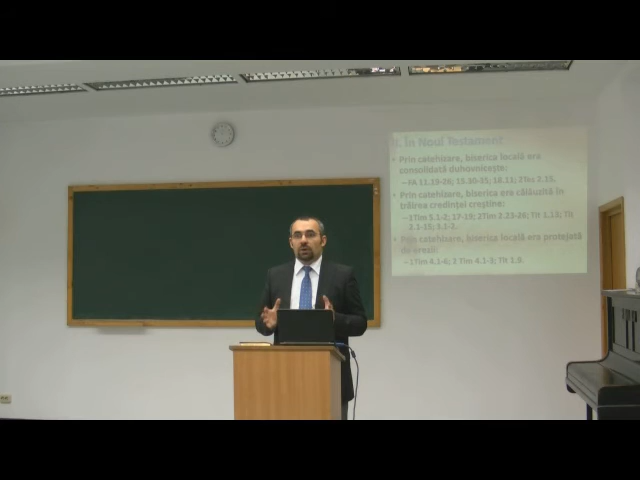 II. În Noul Testament
• Prin catehizare, biserica locală era
consolidată duhovnicește:
–FA 11.19-26; 15.30-35; 18.11; 2Tes 2.15.
• Prin catehizare, biserica era călăuzită în
trăirea credinței creștine:
–1Tim 5.1-2; 17-19; 2Tim 2.23-26; Tit 1.13; Tit
2.1-15; 3.1-2.
• Prin catehizare, biserica locală era protejată
de erezii:
–1Tim 4.1-6; 2 Tim 4.1-5; Tit 1.9.